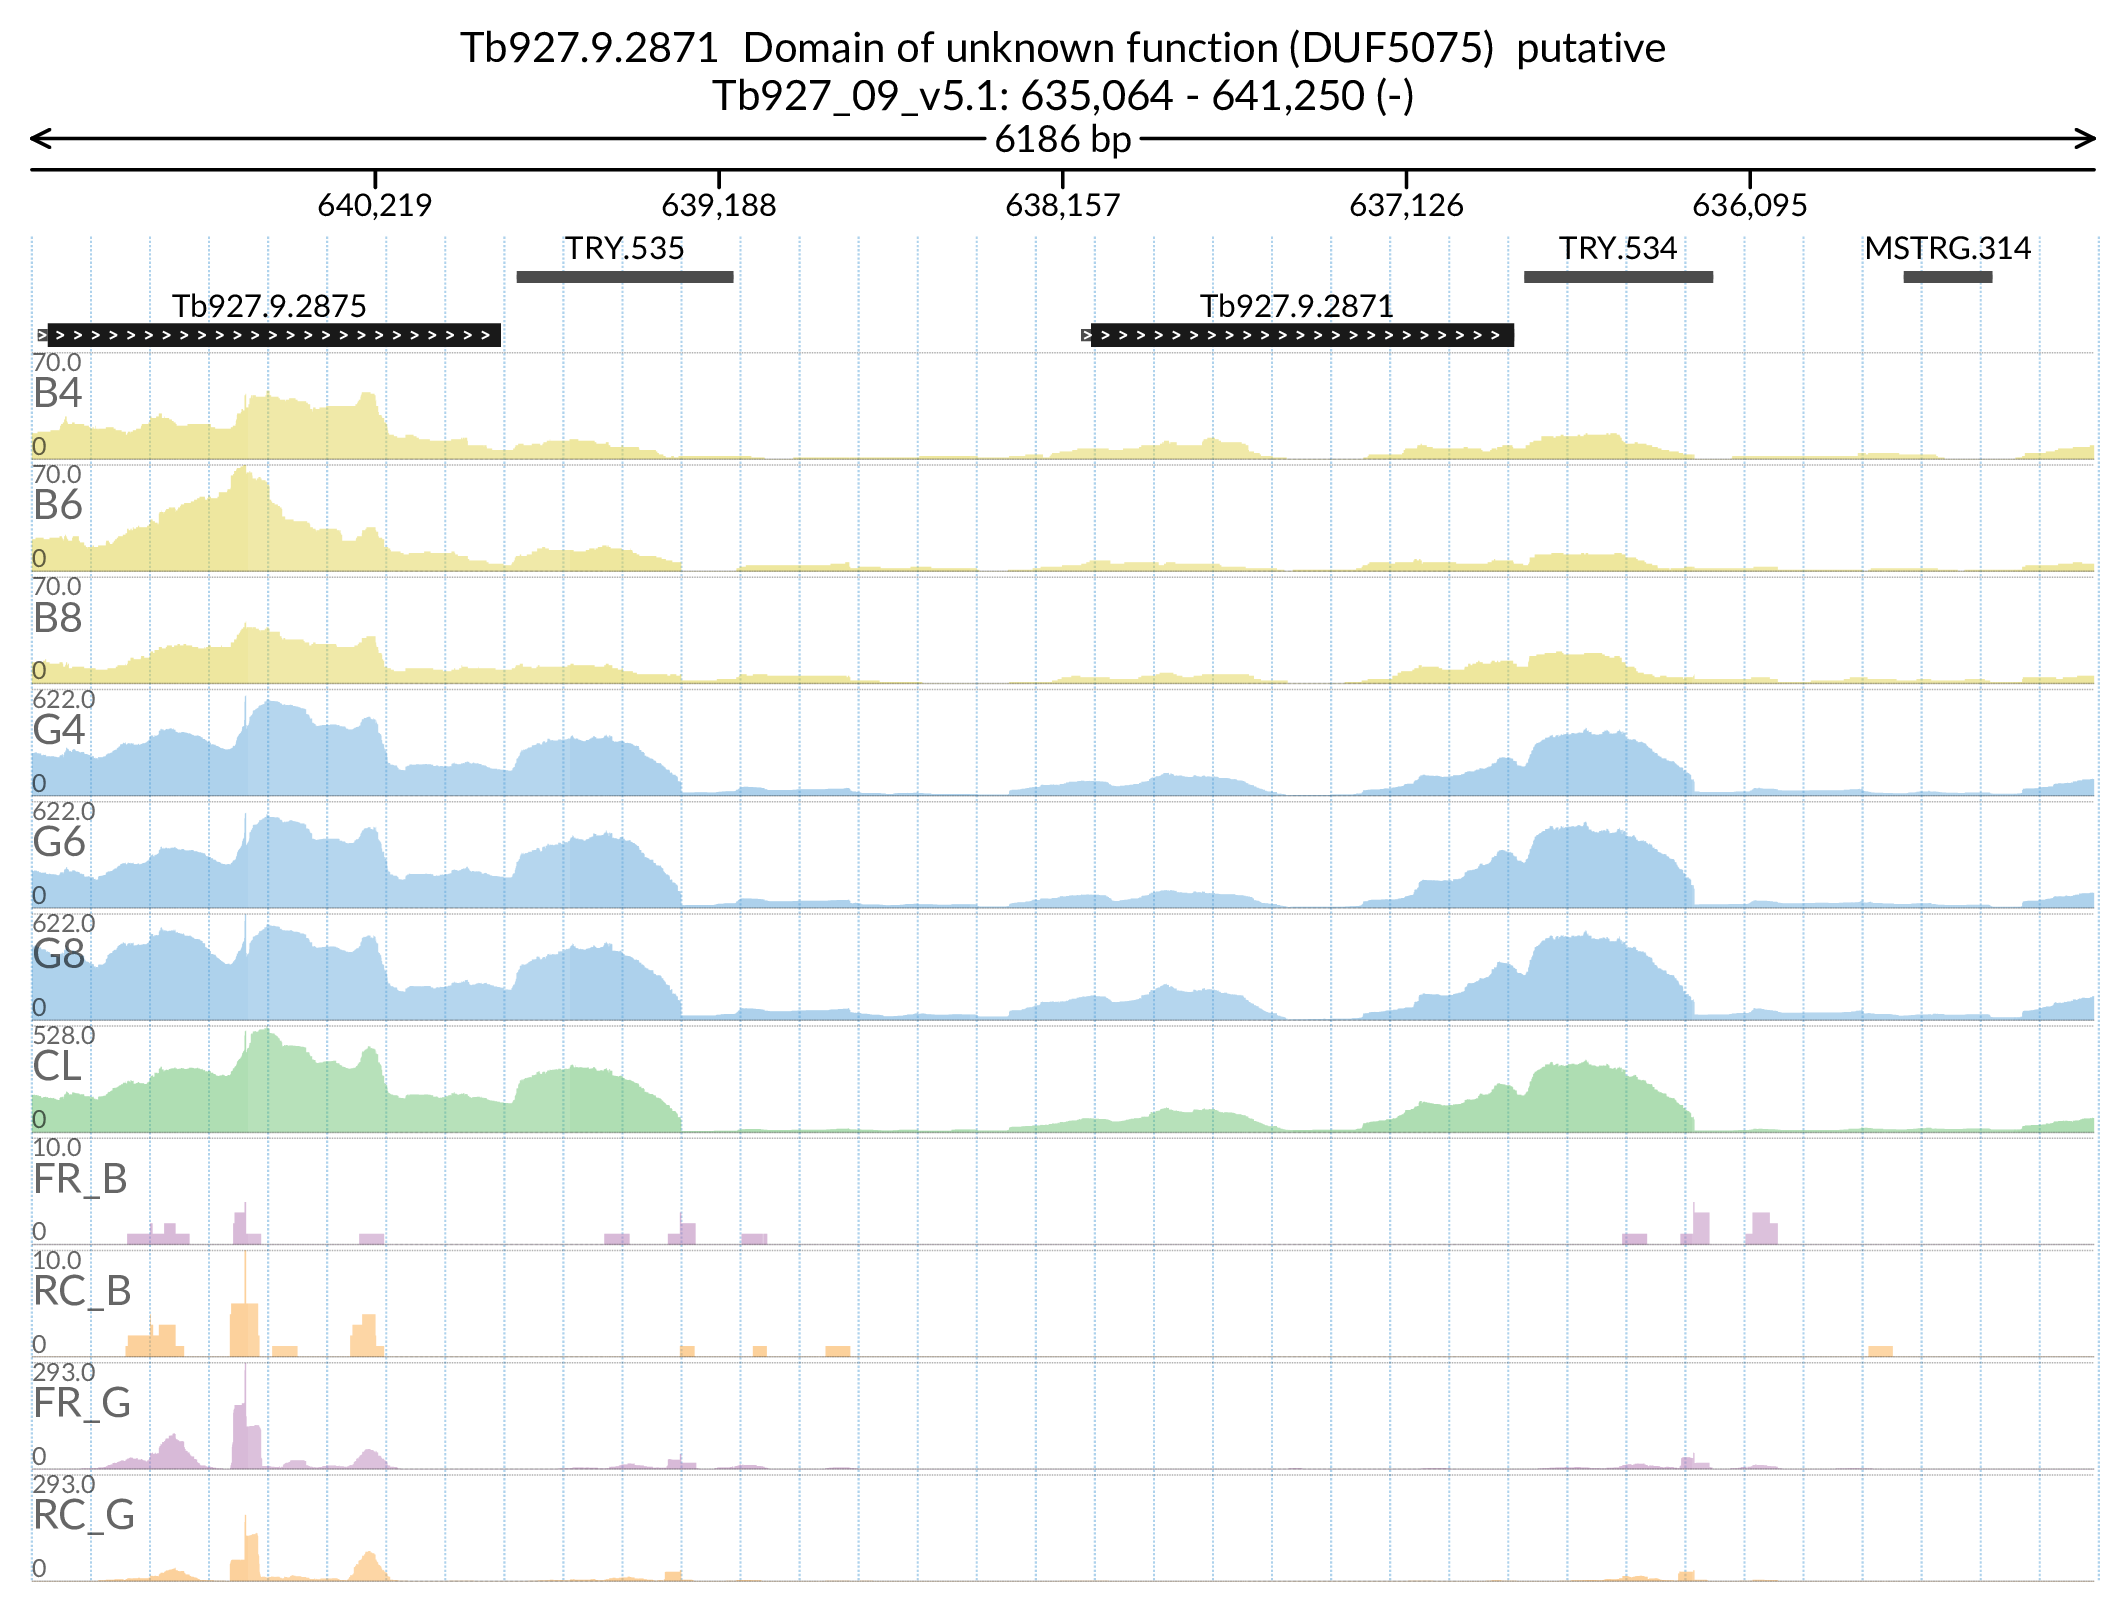 Tb927.9.2871 Domain of unknown function (DUF5075) putative
Tb927_09_v5.1: 635,064 - 641,250 (-)
6186 bp
640,219 639,188 638,157 637,126 636,095
TRY.535 TRY.534 MSTRG.314
Tb927.9.2875 Tb927.9.2871
70.0
B4
0
70.0
B6
0
70.0
B8
0
622.0
G4
0
622.0
G6
0
622.0
G8
0
528.0
CL
0
10.0
FR_B
0
10.0
RC_B
0
293.0
FR_G
0
293.0
RC_G
0